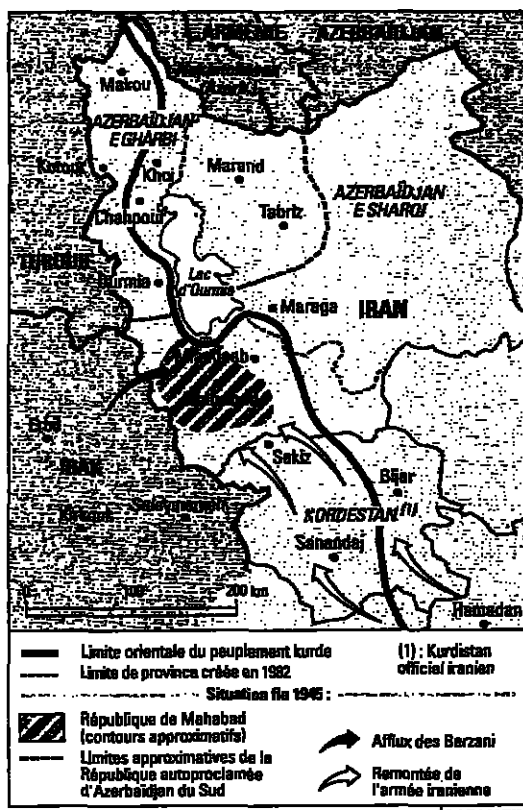 ARMÉNIE
AZERBAÏDJAN
Makou
AZERBAÏDJAN
E GHARBI
Khoï
Marand
AZERBAÏDJAN
E SHARQI
Chahpour
Tabriz
TURQUIE
Ourmia
Lac
d'Ourmia
Maraga
IRAN
Sakiz
Bijar
IRAK
KORDESTAN (1)
Sanandaj
0 100 200 km
Hamadan
Limite orientale du peuplement kurde
(1) : Kurdistan
officiel iranien
Limite de province créée en 1982
Situation fin 1945 :
République de Mahabad
(contours approximatifs)
Afflux des Barzani
Limites approximatives de la
République autoproclamée
d'Azerbaïdjan du Sud
Remontée de
l'armée iranienne